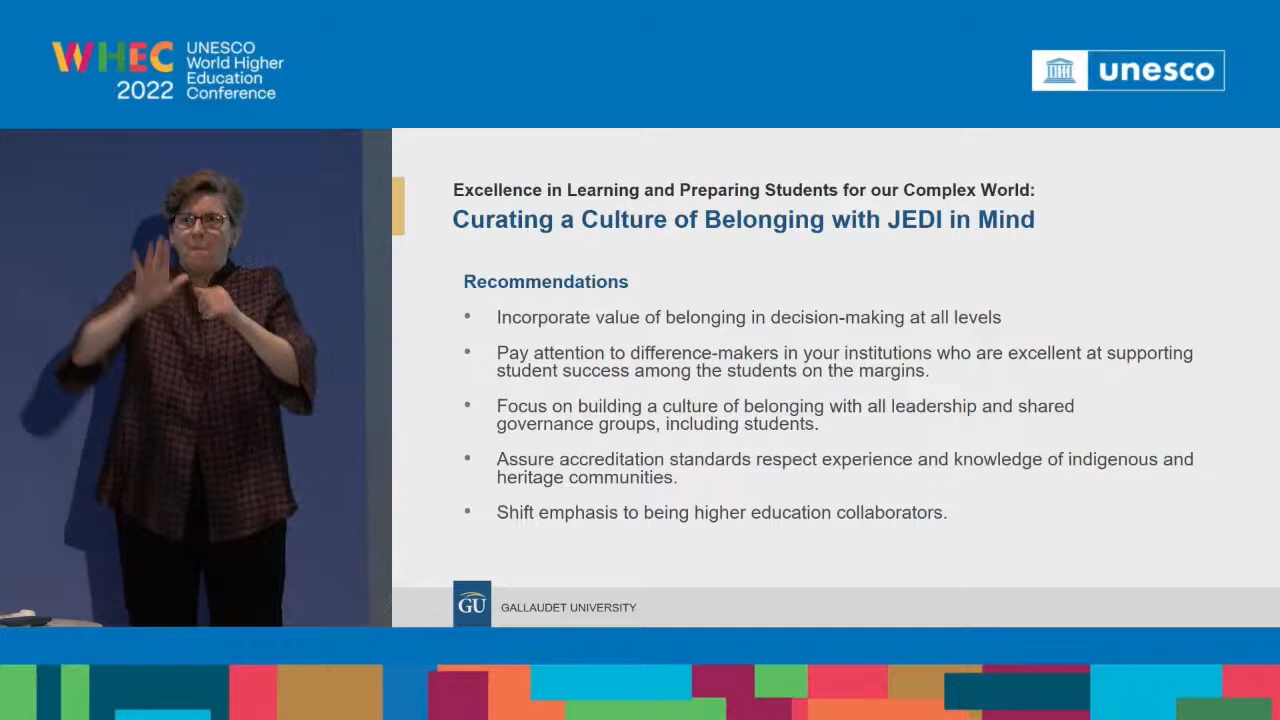 WHEC
2022
UNESCO
World Higher
Education
Conference
unesco
Excellence in Learning and Preparing Students for our Complex World:
Curating a Culture of Belonging with JEDI in Mind
Recommendations
• Incorporate value of belonging in decision-making at all levels
• Pay attention to difference-makers in your institutions who are excellent at supporting
student success among the students on the margins.
• Focus on building a culture of belonging with all leadership and shared
governance groups, including students.
• Assure accreditation standards respect experience and knowledge of indigenous and
heritage communities.
• Shift emphasis to being higher education collaborators.
GU
GALLAUDET UNIVERSITY